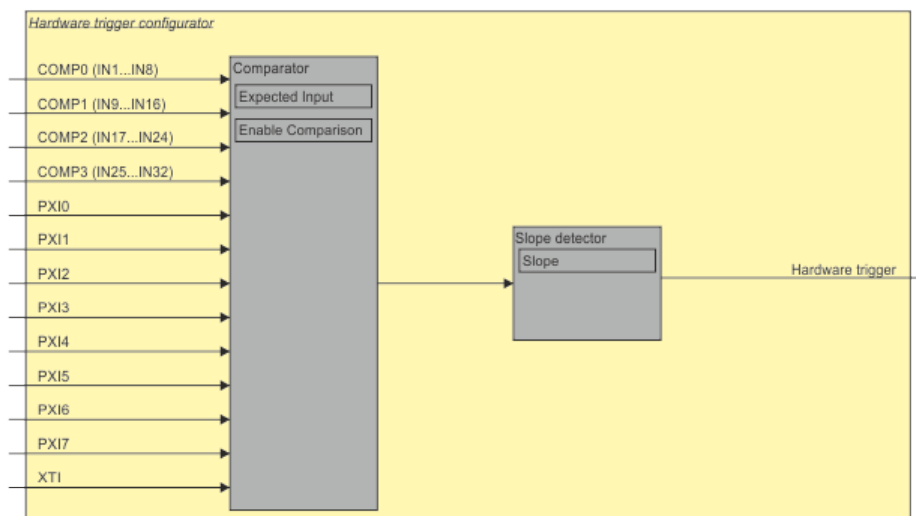 Hardware trigger configurator
COMP0 (IN1...IN8)
COMP1 (IN9...IN16)
COMP2 (IN17...IN24)
COMP3 (IN25...IN32)
PXI0
PXI1
PXI2
PXI3
PXI4
PXI5
PXI6
PXI7
XTI
Comparator
Expected Input
Enable Comparison
Slope detector
Slope
Hardware trigger